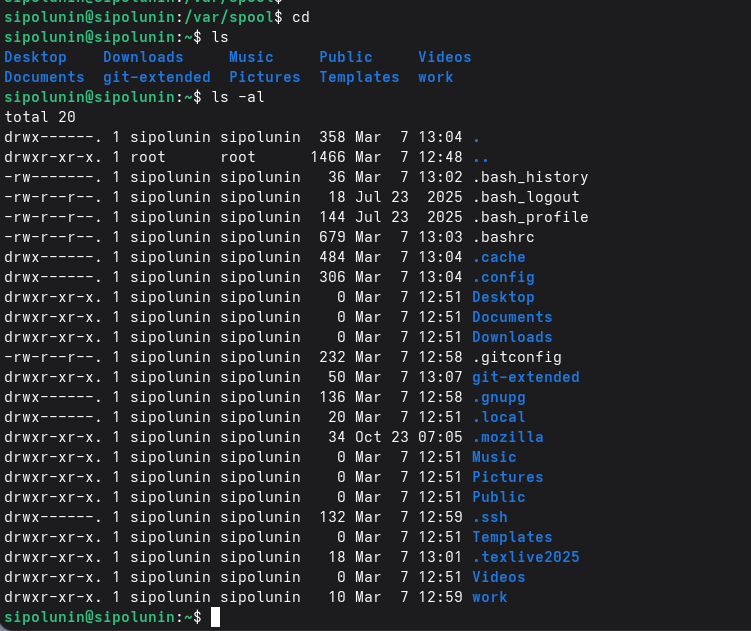 sipolunin@sipolunin:/var/spool$
sipolunin@sipolunin:/var/spool$ cd
sipolunin@sipolunin:~$ ls
Desktop    Downloads     Music     Public     Videos
Documents  git-extended  Pictures  Templates  work
sipolunin@sipolunin:~$ ls -al
total 20
drwx------. 1 sipolunin sipolunin  358 Mar  7 13:04 .
drwxr-xr-x. 1 root      root      1466 Mar  7 12:48 ..
-rw-------. 1 sipolunin sipolunin   36 Mar  7 13:02 .bash_history
-rw-r--r--. 1 sipolunin sipolunin   18 Jul 23  2025 .bash_logout
-rw-r--r--. 1 sipolunin sipolunin  144 Jul 23  2025 .bash_profile
-rw-r--r--. 1 sipolunin sipolunin  679 Mar  7 13:03 .bashrc
drwx------. 1 sipolunin sipolunin  484 Mar  7 13:04 .cache
drwx------. 1 sipolunin sipolunin  306 Mar  7 13:04 .config
drwxr-xr-x. 1 sipolunin sipolunin    0 Mar  7 12:51 Desktop
drwxr-xr-x. 1 sipolunin sipolunin    0 Mar  7 12:51 Documents
drwxr-xr-x. 1 sipolunin sipolunin    0 Mar  7 12:51 Downloads
-rw-r--r--. 1 sipolunin sipolunin  232 Mar  7 12:58 .gitconfig
drwxr-xr-x. 1 sipolunin sipolunin   50 Mar  7 13:07 git-extended
drwx------. 1 sipolunin sipolunin  136 Mar  7 12:58 .gnupg
drwx------. 1 sipolunin sipolunin   20 Mar  7 12:51 .local
drwxr-xr-x. 1 sipolunin sipolunin   34 Oct 23 07:05 .mozilla
drwxr-xr-x. 1 sipolunin sipolunin    0 Mar  7 12:51 Music
drwxr-xr-x. 1 sipolunin sipolunin    0 Mar  7 12:51 Pictures
drwxr-xr-x. 1 sipolunin sipolunin    0 Mar  7 12:51 Public
drwx------. 1 sipolunin sipolunin  132 Mar  7 12:59 .ssh
drwxr-xr-x. 1 sipolunin sipolunin    0 Mar  7 12:51 Templates
drwxr-xr-x. 1 sipolunin sipolunin   18 Mar  7 13:01 .texlive2025
drwxr-xr-x. 1 sipolunin sipolunin    0 Mar  7 12:51 Videos
drwxr-xr-x. 1 sipolunin sipolunin   10 Mar  7 12:59 work
sipolunin@sipolunin:~$